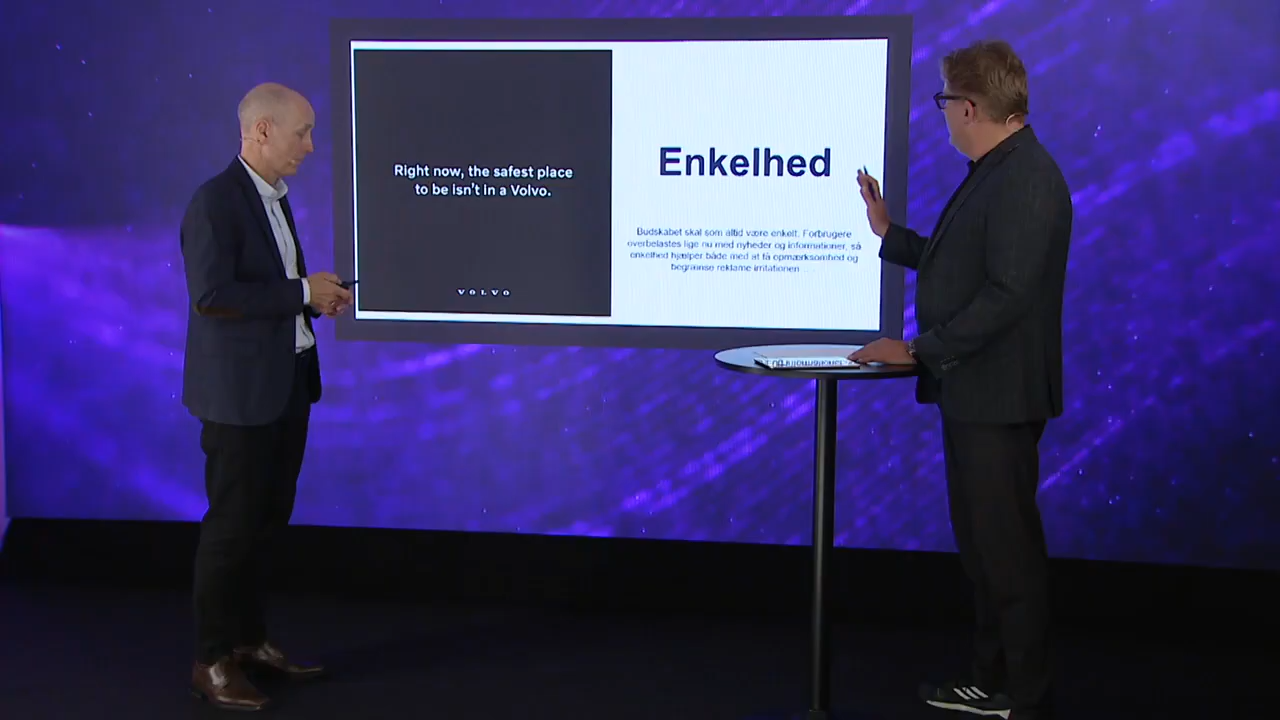 Right now, the safest place
to be isn't in a Volvo.
VOLVO
Enkelhed
Budskabet skal som altid være enkelt. Forbrugere
overbelastes lige nu med nyheder og informationer, så
enkelhed hjælper både med at få opmærksomhed og
begrænse reklame irritationen ...